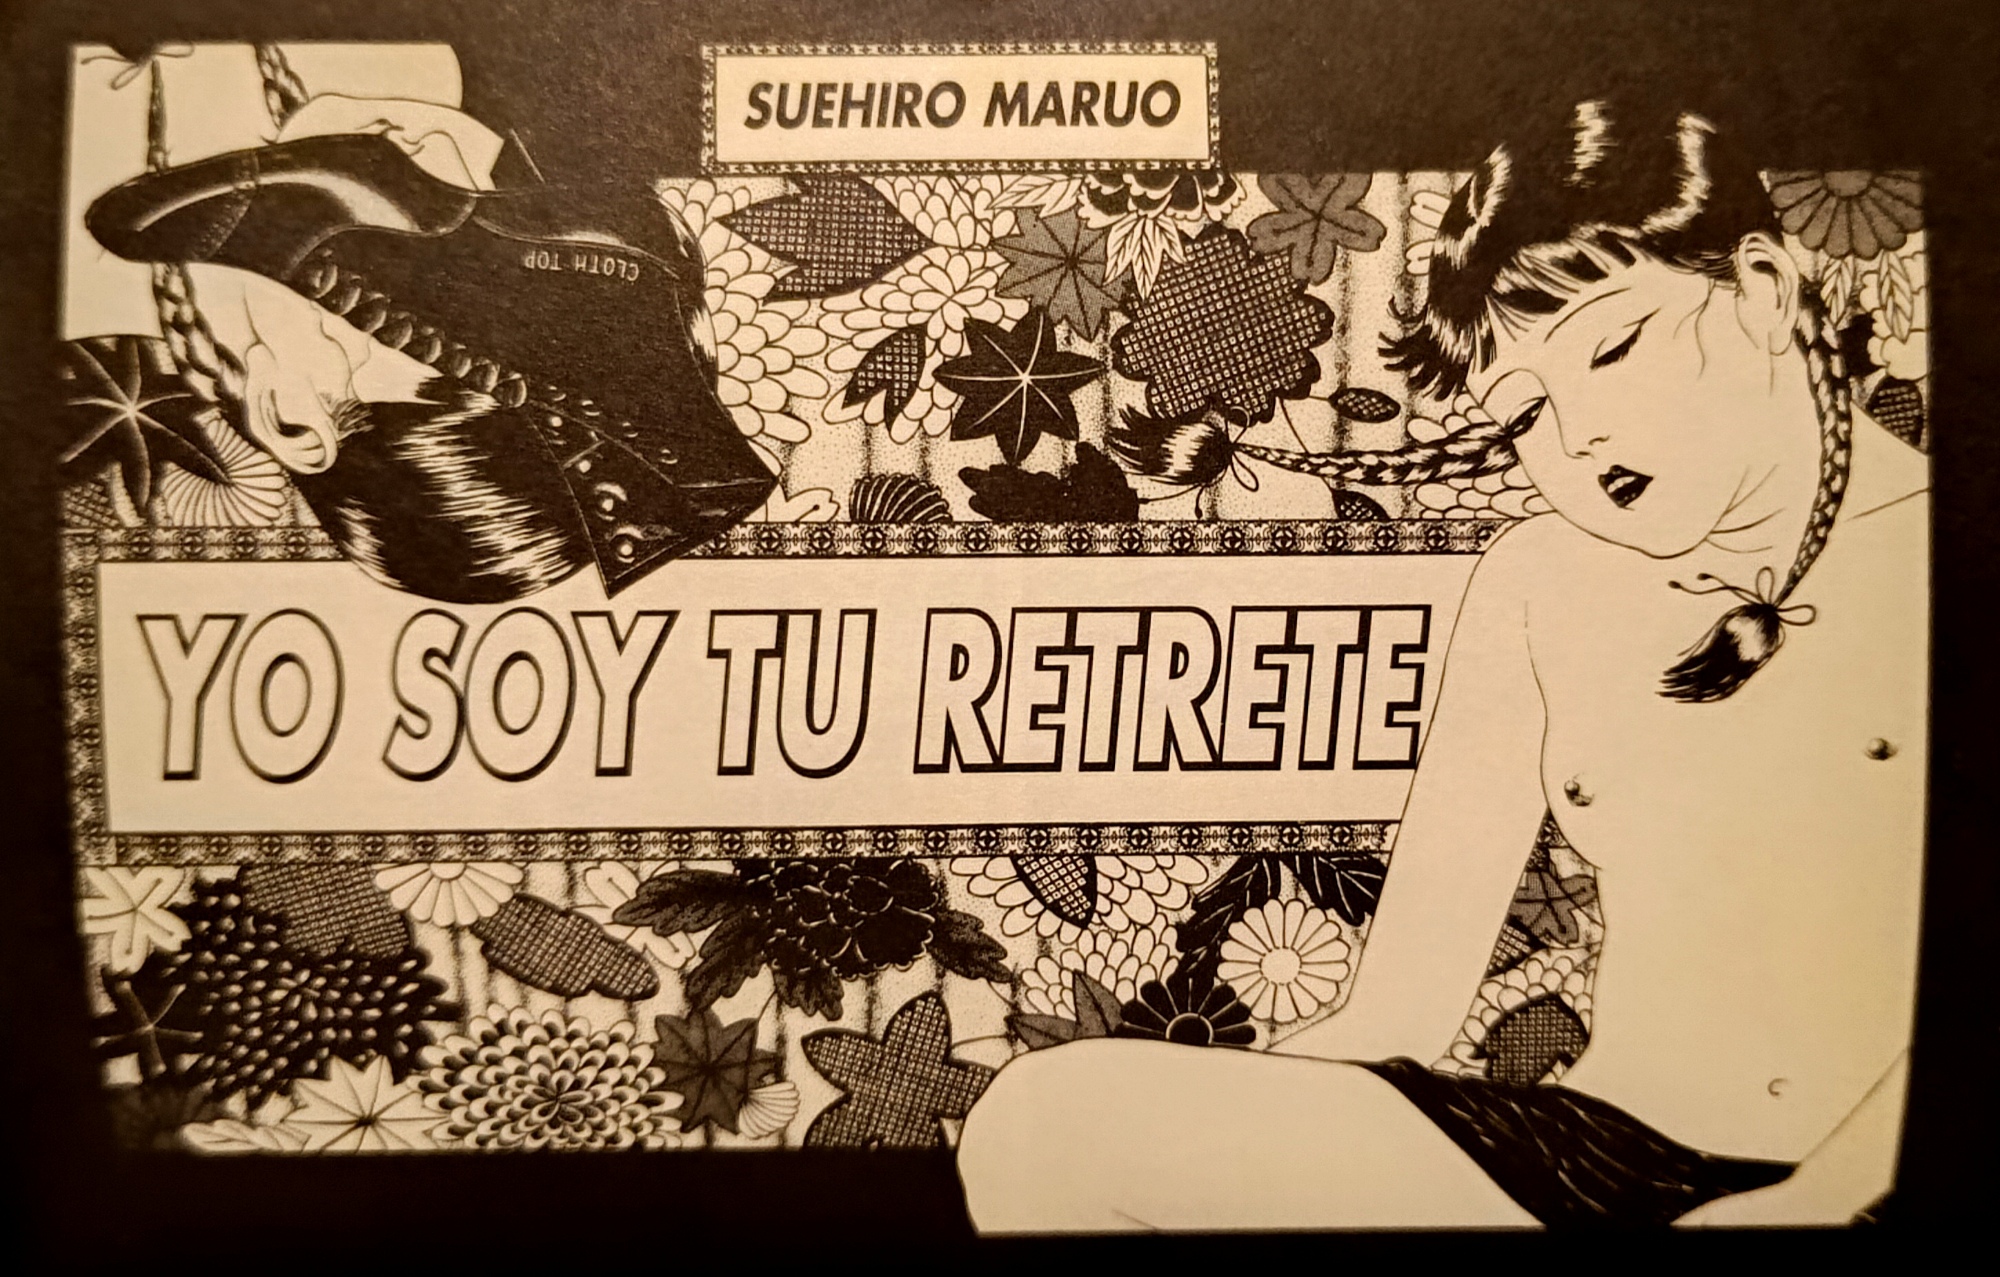 SUEHIRO MARUO
CLOTH TOP
YO SOY TU RETRETE